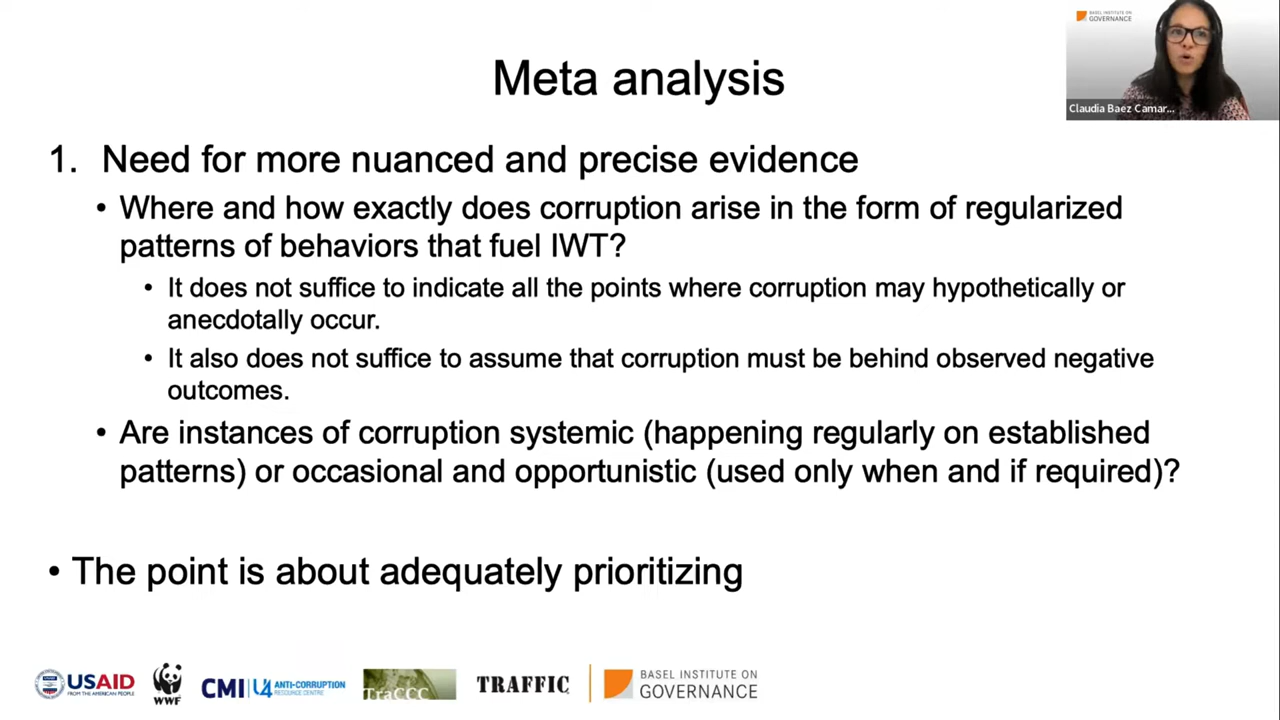 BASEL INSTITUTE ON
GOVERNANCE
Claudia Baez Camar...
Meta analysis
1. Need for more nuanced and precise evidence
• Where and how exactly does corruption arise in the form of regularized
patterns of behaviors that fuel IWT?
• It does not suffice to indicate all the points where corruption may hypothetically or
anecdotally occur.
• It also does not suffice to assume that corruption must be behind observed negative
outcomes.
• Are instances of corruption systemic (happening regularly on established
patterns) or occasional and opportunistic (used only when and if required)?
• The point is about adequately prioritizing
USAID
FROM THE AMERICAN PEOPLE
WWF
CMI U4 ANTI-CORRUPTION
RESOURCE CENTRE
TraCCC
TRAFFIC
BASEL INSTITUTE ON
GOVERNANCE